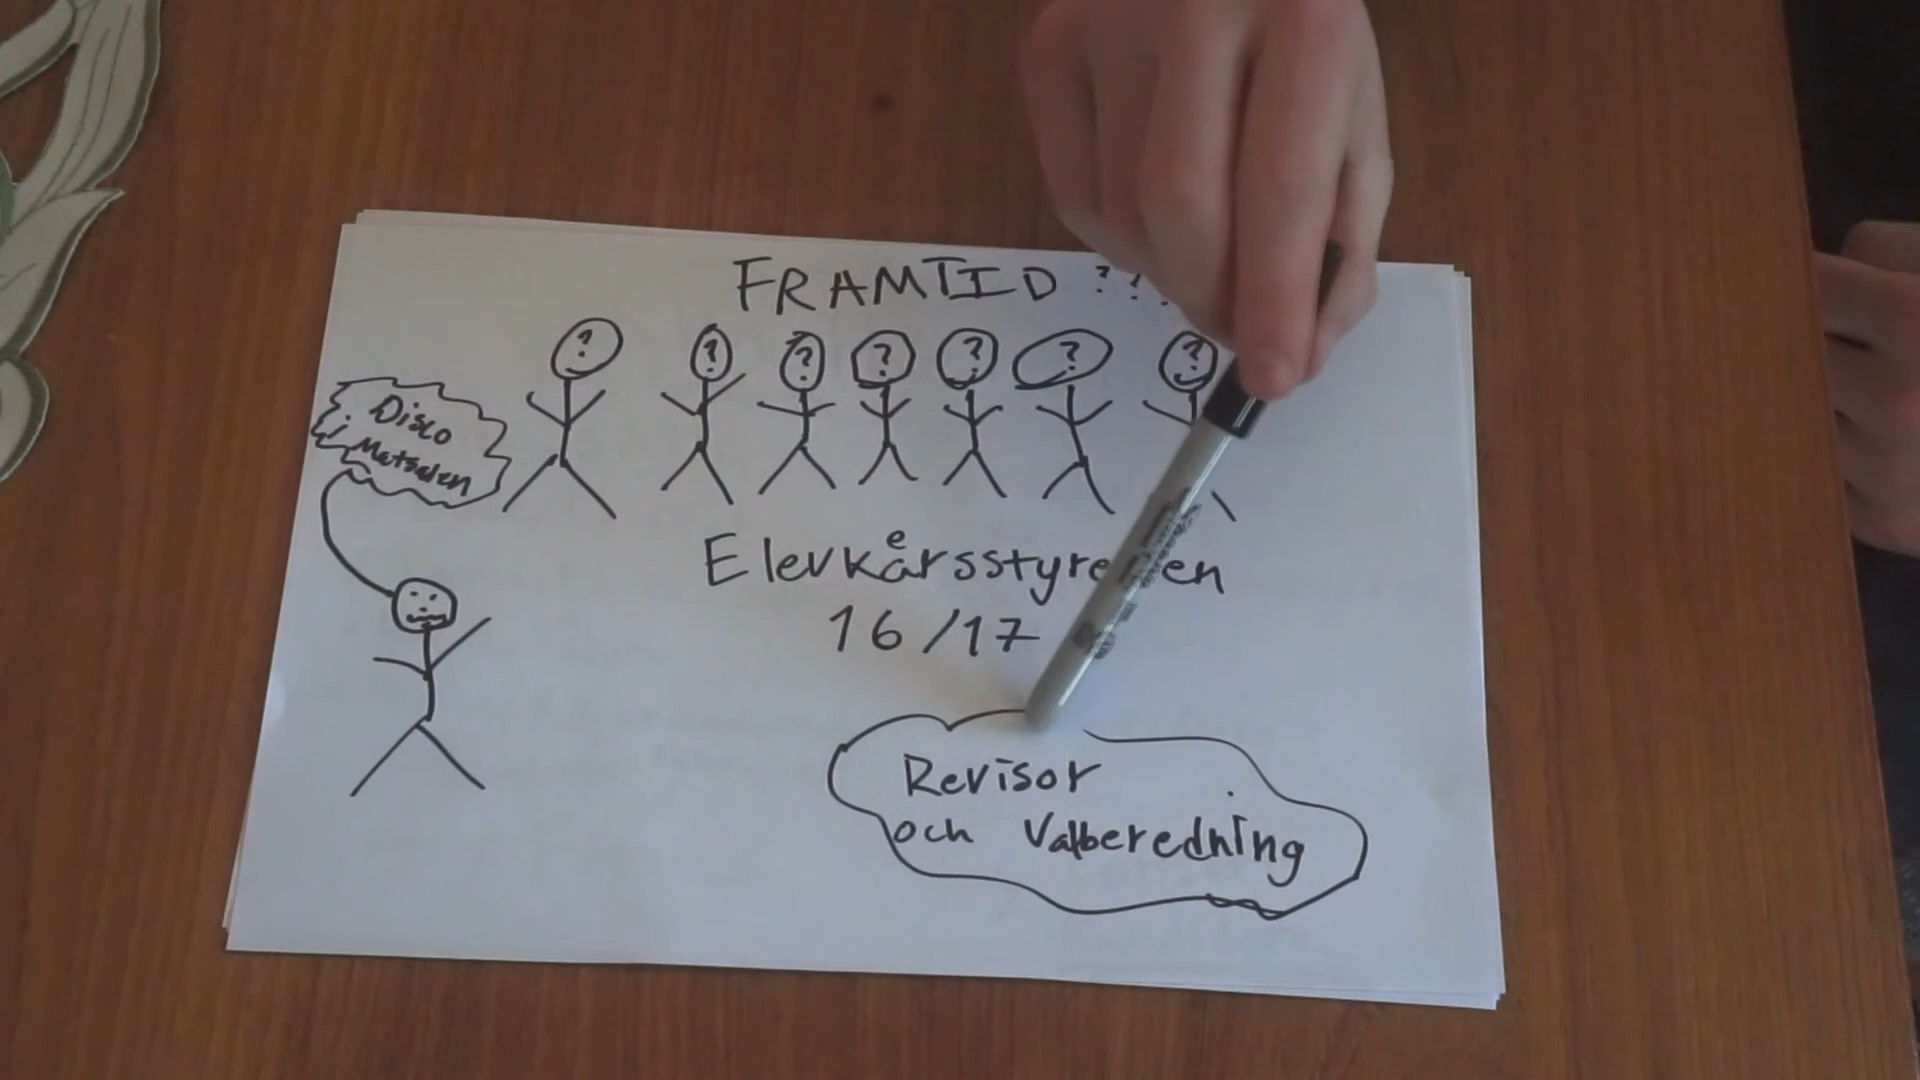 FRAMTID ???
?
?
?
?
?
?
?
Disco
i Matsalen
Elevkårsstyrelsen
16/17
Revisor
och Valberedning